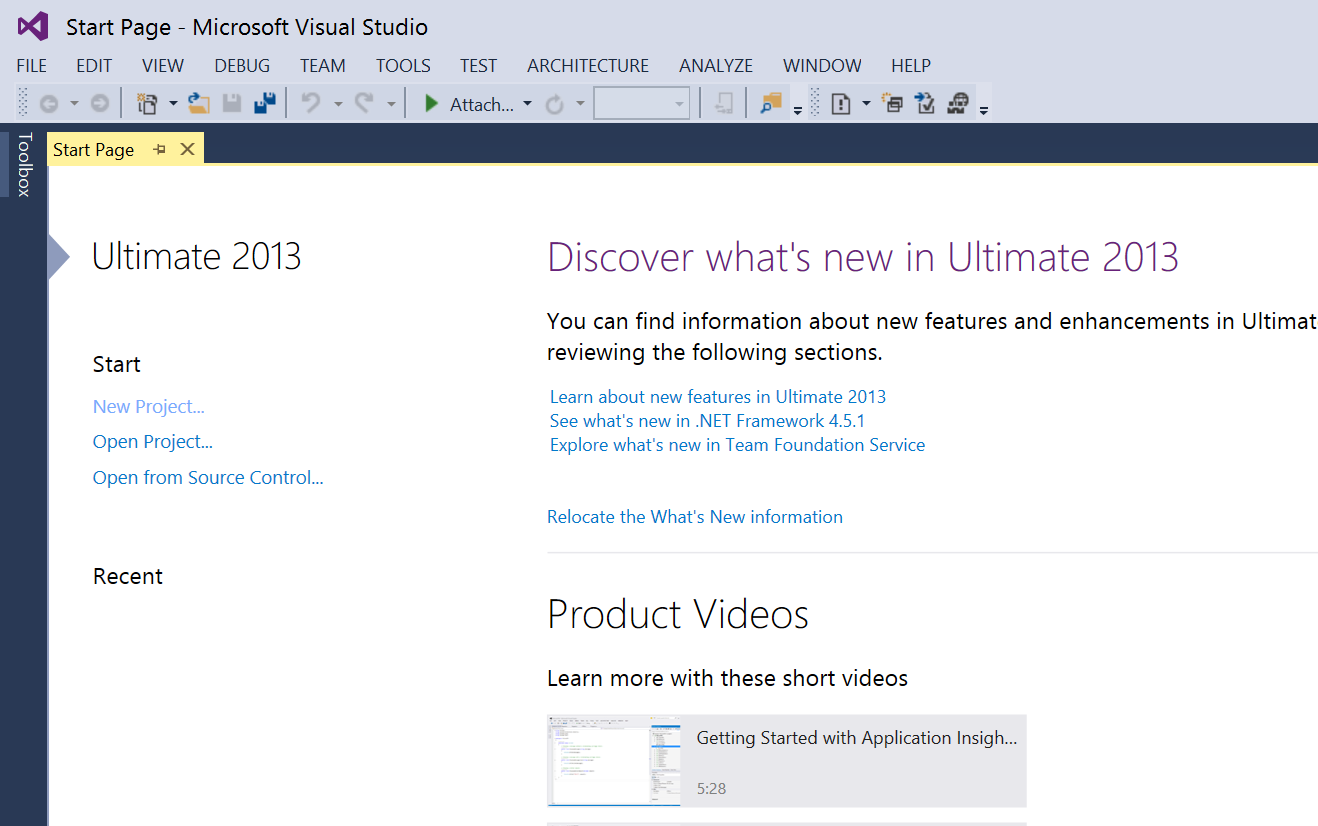 Start Page - Microsoft Visual Studio
FILE EDIT VIEW DEBUG TEAM TOOLS TEST ARCHITECTURE ANALYZE WINDOW HELP
Attach...
Toolbox
Start Page
Ultimate 2013
Start
New Project...
Open Project...
Open from Source Control...
Recent
Discover what's new in Ultimate 2013
You can find information about new features and enhancements in Ultimat
reviewing the following sections.
Learn about new features in Ultimate 2013
See what's new in .NET Framework 4.5.1
Explore what's new in Team Foundation Service
Relocate the What's New information
Product Videos
Learn more with these short videos
Getting Started with Application Insigh...
5:28